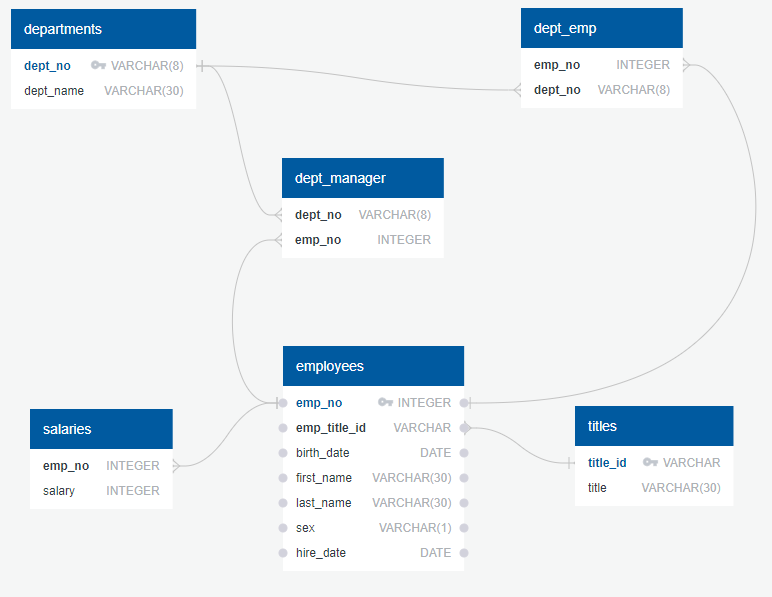 departments
dept_no VARCHAR(8)
dept_name VARCHAR(30)
dept_emp
emp_no INTEGER
dept_no VARCHAR(8)
dept_manager
dept_no VARCHAR(8)
emp_no INTEGER
employees
emp_no INTEGER
emp_title_id VARCHAR
birth_date DATE
first_name VARCHAR(30)
last_name VARCHAR(30)
sex VARCHAR(1)
hire_date DATE
salaries
emp_no INTEGER
salary INTEGER
titles
title_id VARCHAR
title VARCHAR(30)